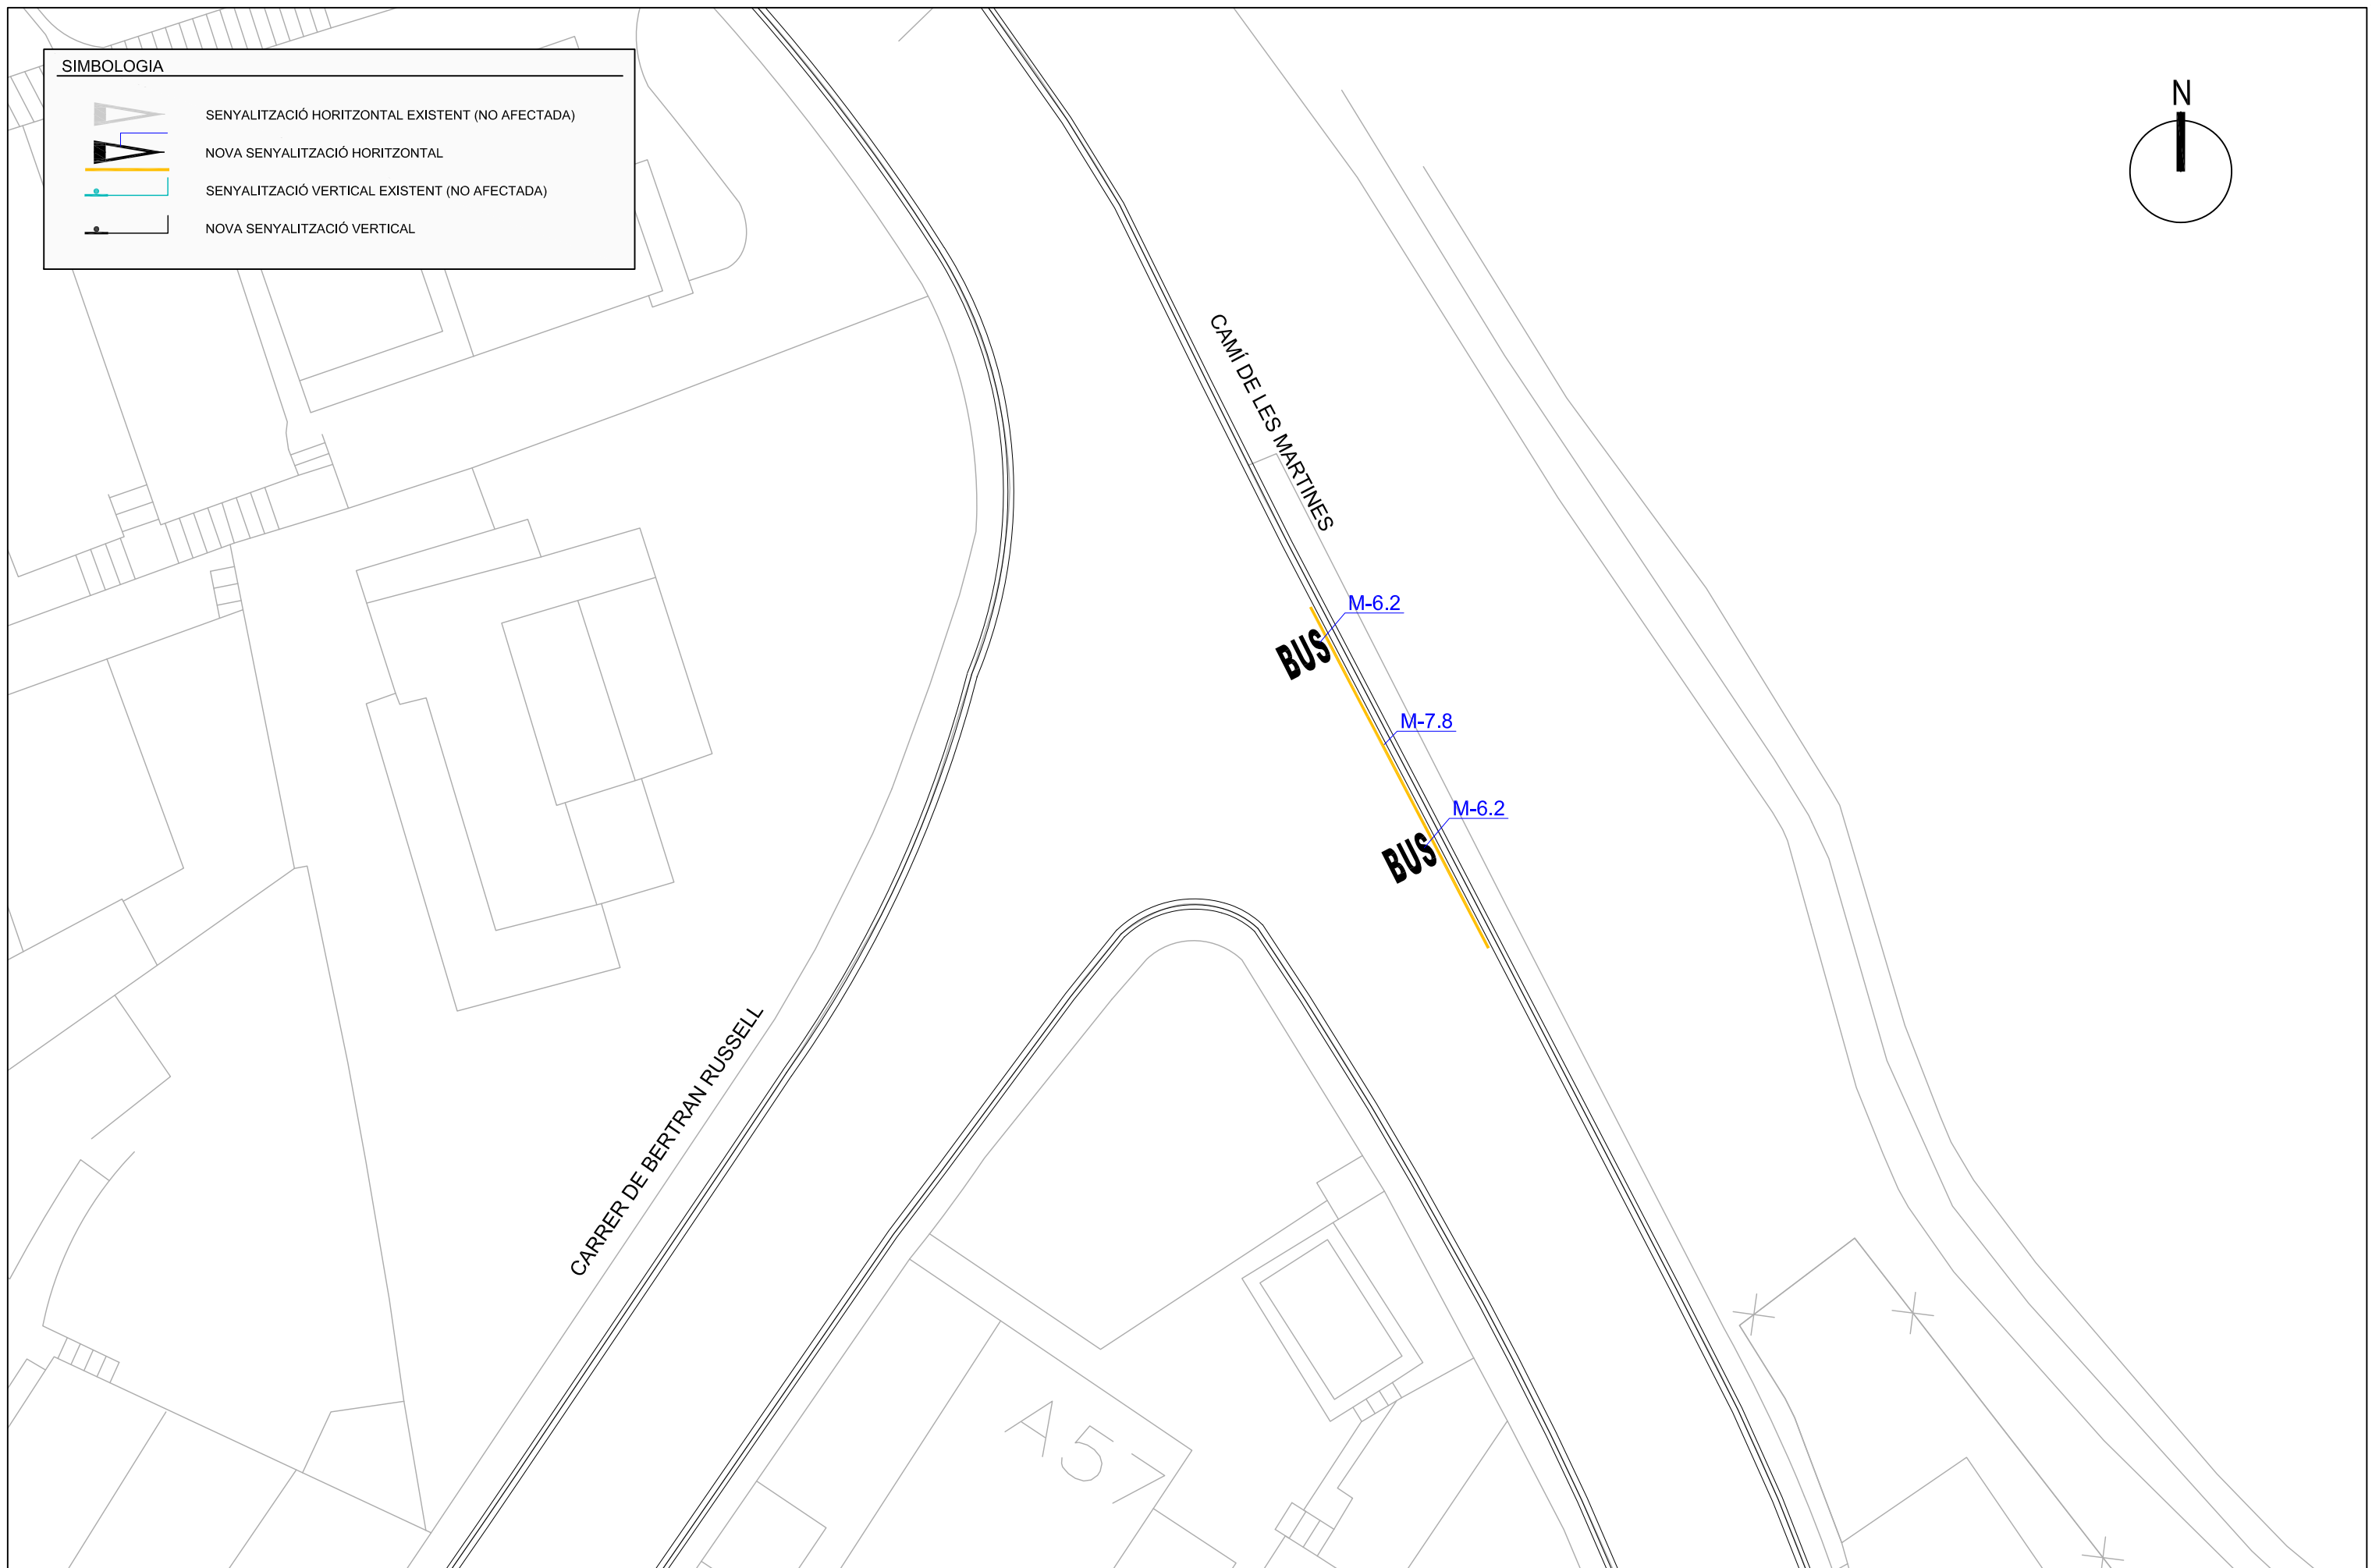 SIMBOLOGIA
SENYALITZACIÓ HORITZONTAL EXISTENT (NO AFECTADA)
NOVA SENYALITZACIÓ HORITZONTAL
SENYALITZACIÓ VERTICAL EXISTENT (NO AFECTADA)
NOVA SENYALITZACIÓ VERTICAL
N
CAMÍ DE LES MARTINES
M-6.2
BUS
M-7.8
M-6.2
BUS
CARRER DE BERTRAN RUSSELL
A57